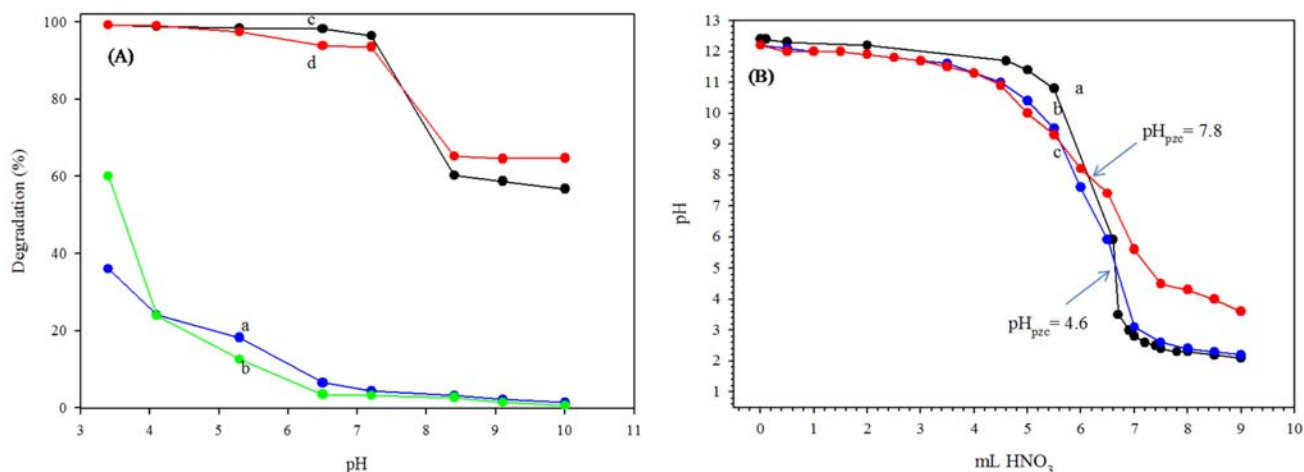 (A)
100
80
60
40
20
0
Degradation (%)
c
d
a
b
3 4 5 6 7 8 9 10 11
pH
(B)
13
12
11
10
9
8
7
6
5
4
3
2
1
pH
a
b
c
pHpzc= 7.8
pHpzc= 4.6
0 1 2 3 4 5 6 7 8 9 10
mL HNO3